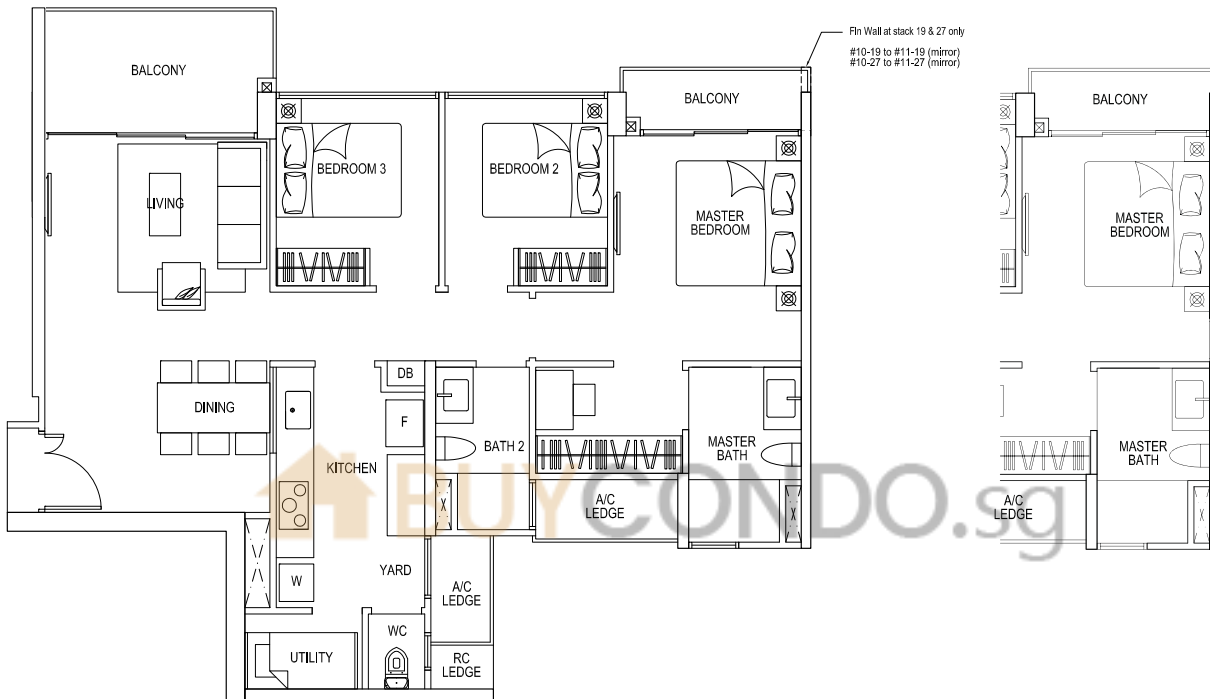 Fin Wall at stack 19 & 27 only
#10-19 to #11-19 (mirror)
#10-27 to #11-27 (mirror)
BALCONY
BALCONY
BALCONY
BEDROOM 3
BEDROOM 2
LIVING
MASTER
BEDROOM
MASTER
BEDROOM
DB
DINING
F
BATH 2
MASTER
BATH
MASTER
BATH
KITCHEN
BUYCONDO.sg
A/C
LEDGE
A/C
LEDGE
W
YARD
A/C
LEDGE
WC
UTILITY
RC
LEDGE